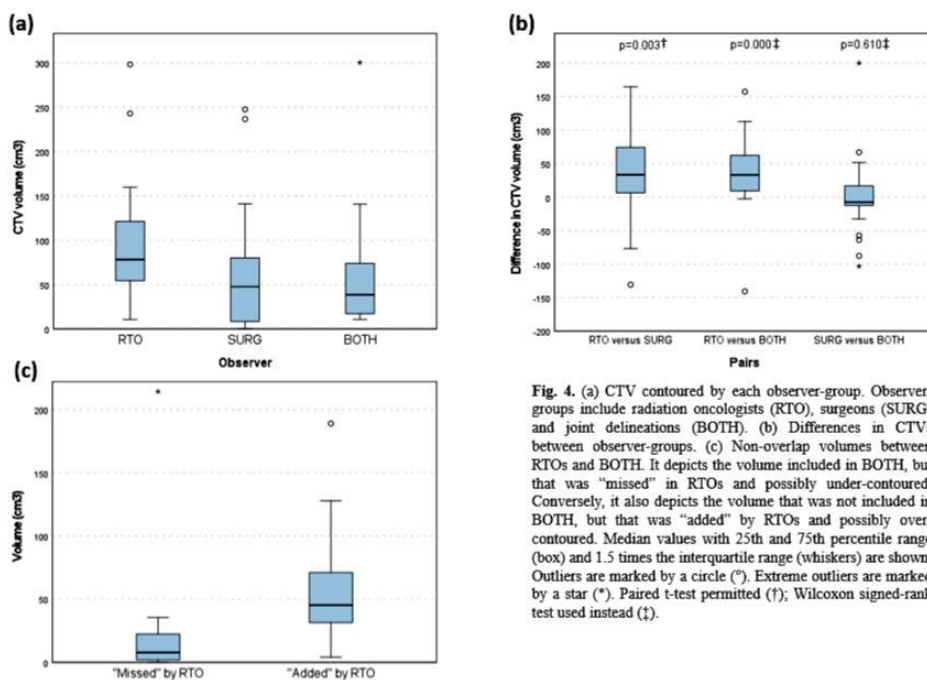 (a)
CTV volume (cm3)
300
250
200
150
100
50
0
RTO
SURG
BOTH
Observer
(b)
p=0.003†
p=0.000‡
p=0.610‡
Difference in CTV volume (cm3)
200
150
100
50
0
-50
-100
-150
-200
RTO versus SURG
RTO versus BOTH
SURG versus BOTH
Pairs
(c)
Volume (cm3)
200
150
100
50
0
"Missed" by RTO
"Added" by RTO
Fig. 4. (a) CTV contoured by each observer-group. Observer
groups include radiation oncologists (RTO), surgeons (SURG
and joint delineations (BOTH). (b) Differences in CTV
between observer-groups. (c) Non-overlap volumes between
RTOs and BOTH. It depicts the volume included in BOTH, bu
that was “missed” in RTOs and possibly under-contoured
Conversely, it also depicts the volume that was not included in
BOTH, but that was “added” by RTOs and possibly over
contoured. Median values with 25th and 75th percentile range
(box) and 1.5 times the interquartile range (whiskers) are shown
Outliers are marked by a circle (°). Extreme outliers are marked
by a star (*). Paired t-test permitted (†); Wilcoxon signed-rank
test used instead (‡).